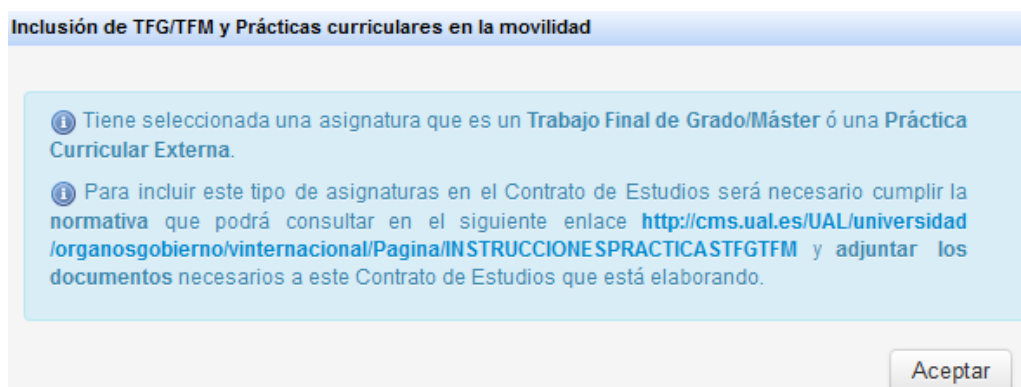 Inclusión de TFG/TFM y Prácticas curriculares en la movilidad
Tiene seleccionada una asignatura que es un Trabajo Final de Grado/Máster ó una Práctica
Curricular Externa.
Para incluir este tipo de asignaturas en el Contrato de Estudios será necesario cumplir la
normativa que podrá consultar en el siguiente enlace http://cms.ual.es/UAL/universidad
/organosgobierno/vinternacional/Pagina/INSTRUCCIONESPRACTICASTFGTFM y adjuntar los
documentos necesarios a este Contrato de Estudios que está elaborando.
Aceptar